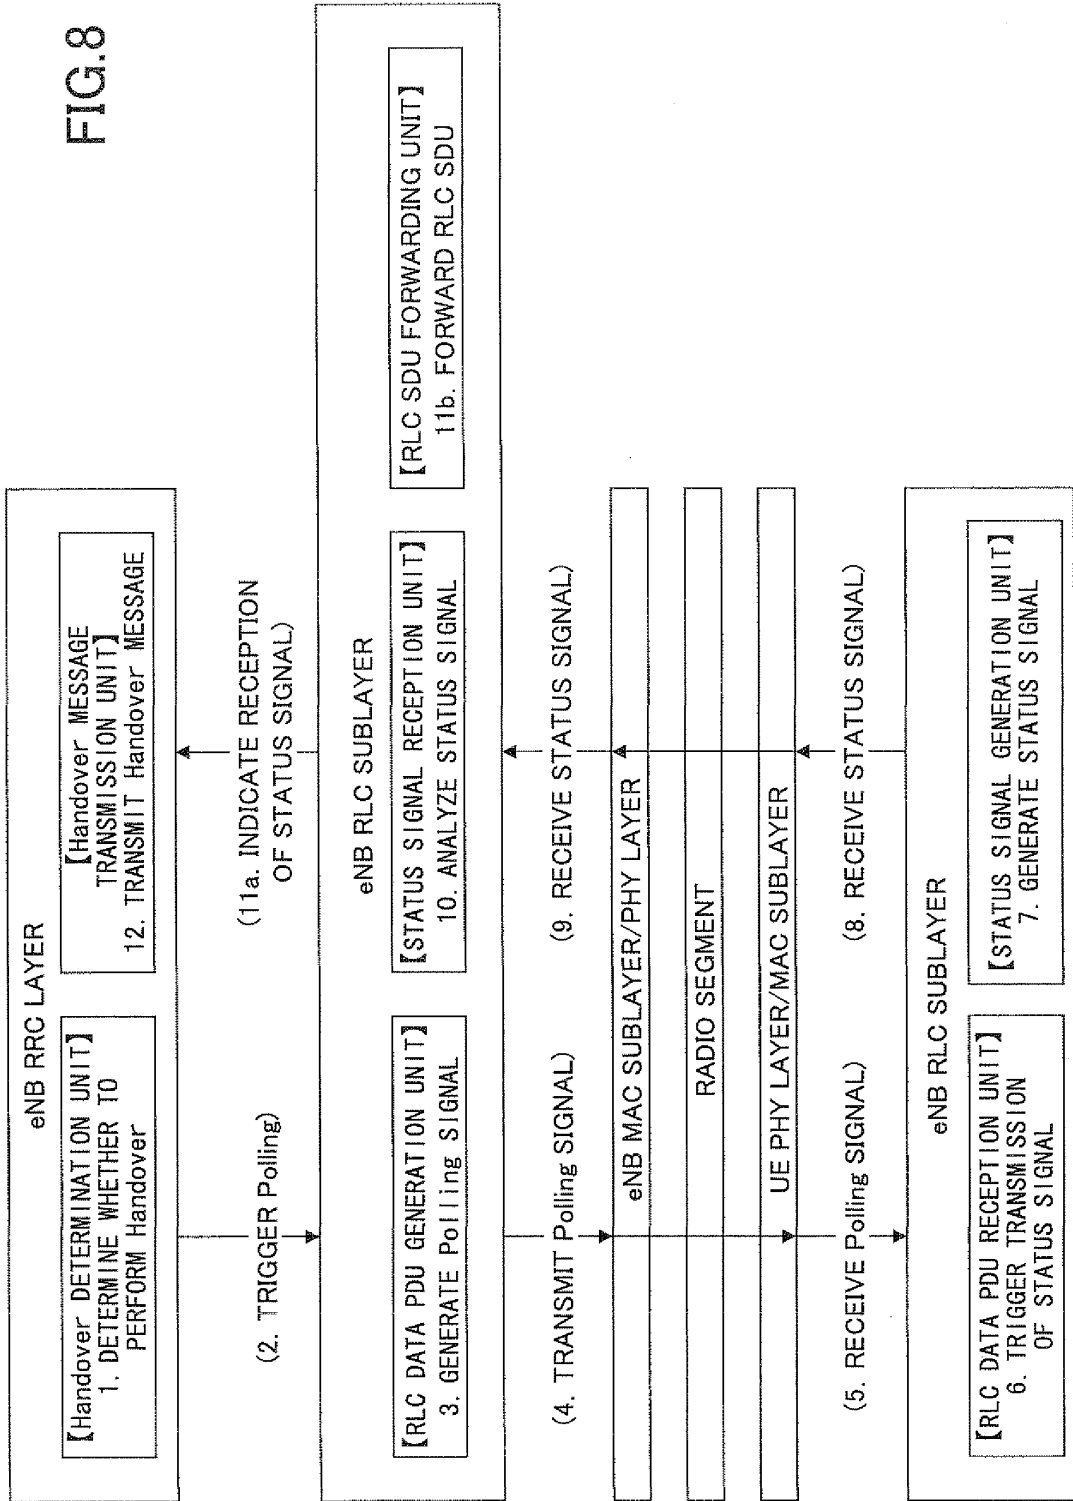 FIG.8
eNB RRC LAYER
【Handover DETERMINATION UNIT】
1. DETERMINE WHETHER TO
PERFORM Handover
【Handover MESSAGE
TRANSMISSION UNIT】
12. TRANSMIT Handover MESSAGE
(2. TRIGGER Polling)
(11a. INDICATE RECEPTION
OF STATUS SIGNAL)
eNB RLC SUBLAYER
【RLC DATA PDU GENERATION UNIT】
3. GENERATE Polling SIGNAL
【STATUS SIGNAL RECEPTION UNIT】
10. ANALYZE STATUS SIGNAL
【RLC SDU FORWARDING UNIT】
11b. FORWARD RLC SDU
(4. TRANSMIT Polling SIGNAL)
(9. RECEIVE STATUS SIGNAL)
eNB MAC SUBLAYER/PHY LAYER
RADIO SEGMENT
UE PHY LAYER/MAC SUBLAYER
(5. RECEIVE Polling SIGNAL)
(8. RECEIVE STATUS SIGNAL)
eNB RLC SUBLAYER
【RLC DATA PDU RECEPTION UNIT】
6. TRIGGER TRANSMISSION
OF STATUS SIGNAL
【STATUS SIGNAL GENERATION UNIT】
7. GENERATE STATUS SIGNAL